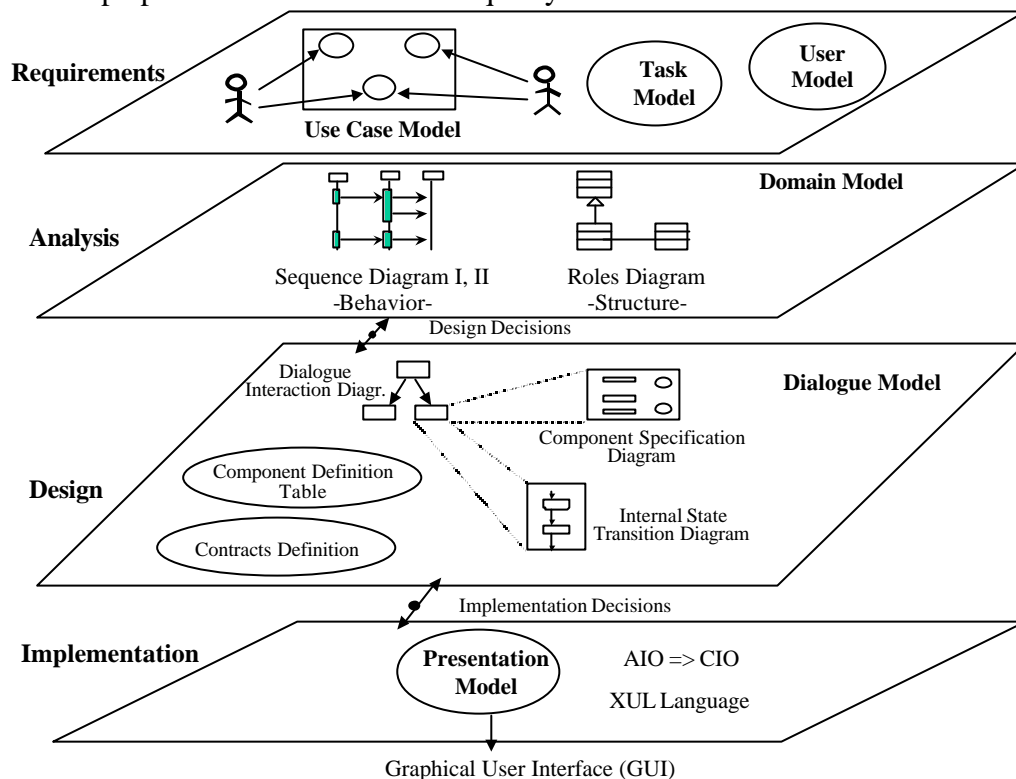 Requirements
Task
Model
User
Model
Use Case Model
Domain Model
Analysis
Sequence Diagram I, II
-Behavior-
Roles Diagram
-Structure-
Design Decisions
Dialogue
Interaction Diagr.
Dialogue Model
Component Specification
Diagram
Component Definition
Table
Design
Internal State
Transition Diagram
Contracts Definition
Implementation Decisions
Implementation
Presentation
Model
AIO => CIO
XUL Language
Graphical User Interface (GUI)